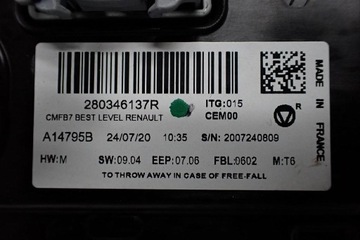 280346137R
ITG:015
CMFB7 BEST LEVEL RENAULT
CEM00
R
A14795B 24/07/20 10:35 S/N: 2007240809
HW:M SW:09.04 EEP:07.06 FBL:0602 M:T6
TO THROW AWAY IN CASE OF FREE-FALL
MADE IN FRANCE